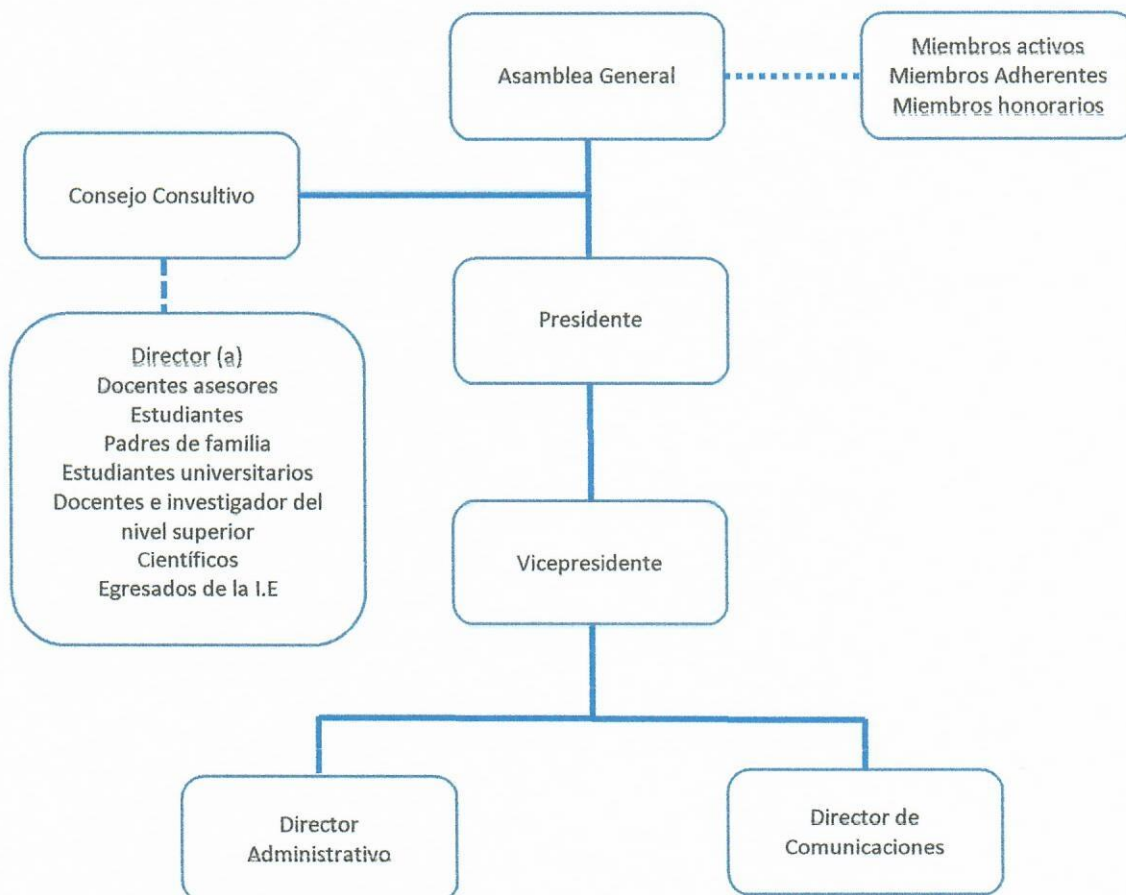 Asamblea General
Miembros activos
Miembros Adherentes
Miembros honorarios
Consejo Consultivo
Presidente
Director (a)
Docentes asesores
Estudiantes
Padres de familia
Estudiantes universitarios
Docentes e investigador del
nivel superior
Científicos
Egresados de la I.E
Vicepresidente
Director
Administrativo
Director de
Comunicaciones